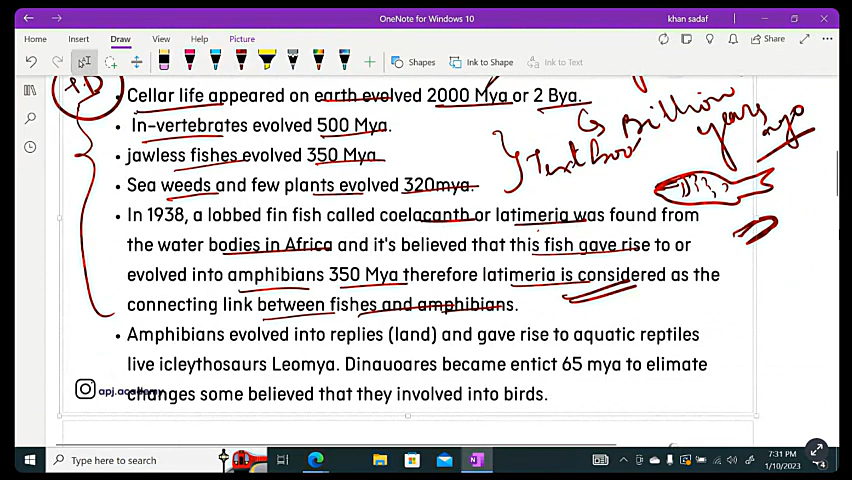 OneNote for Windows 10
khan sadaf
Home Insert Draw View Help Picture
Share
Shapes Ink to Shape Ink to Text
Cellar life appeared on earth evolved 2000 Mya or 2 Bya.
Billion years ago
In-vertebrates evolved 500 Mya.
jawless fishes evolved 350 Mya
Text Boo
Sea weeds and few plants evolved 320mya.
In 1938, a lobbed fin fish called coelacanth or latimeria was found from
the water bodies in Africa and it's believed that this fish gave rise to or
evolved into amphibians 350 Mya therefore latimeria is considered as the
connecting link between fishes and amphibians.
Amphibians evolved into replies (land) and gave rise to aquatic reptiles
live icleythosaurs Leomya. Dinauoares became entict 65 mya to elimate
changes some believed that they involved into birds.
apj.academy
Type here to search
7:31 PM
1/10/2023
4